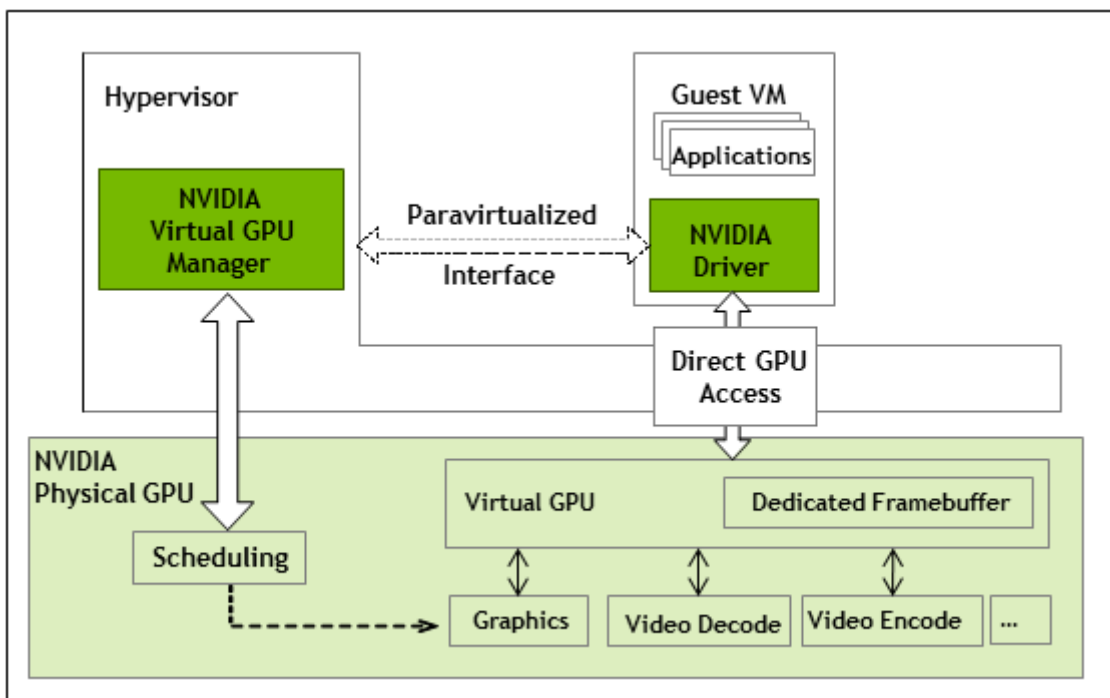 Hypervisor
Guest VM
Applications
NVIDIA
Virtual GPU
Manager
Paravirtualized
Interface
NVIDIA
Driver
Direct GPU
Access
NVIDIA
Physical GPU
Virtual GPU
Dedicated Framebuffer
Scheduling
Graphics
Video Decode
Video Encode
...